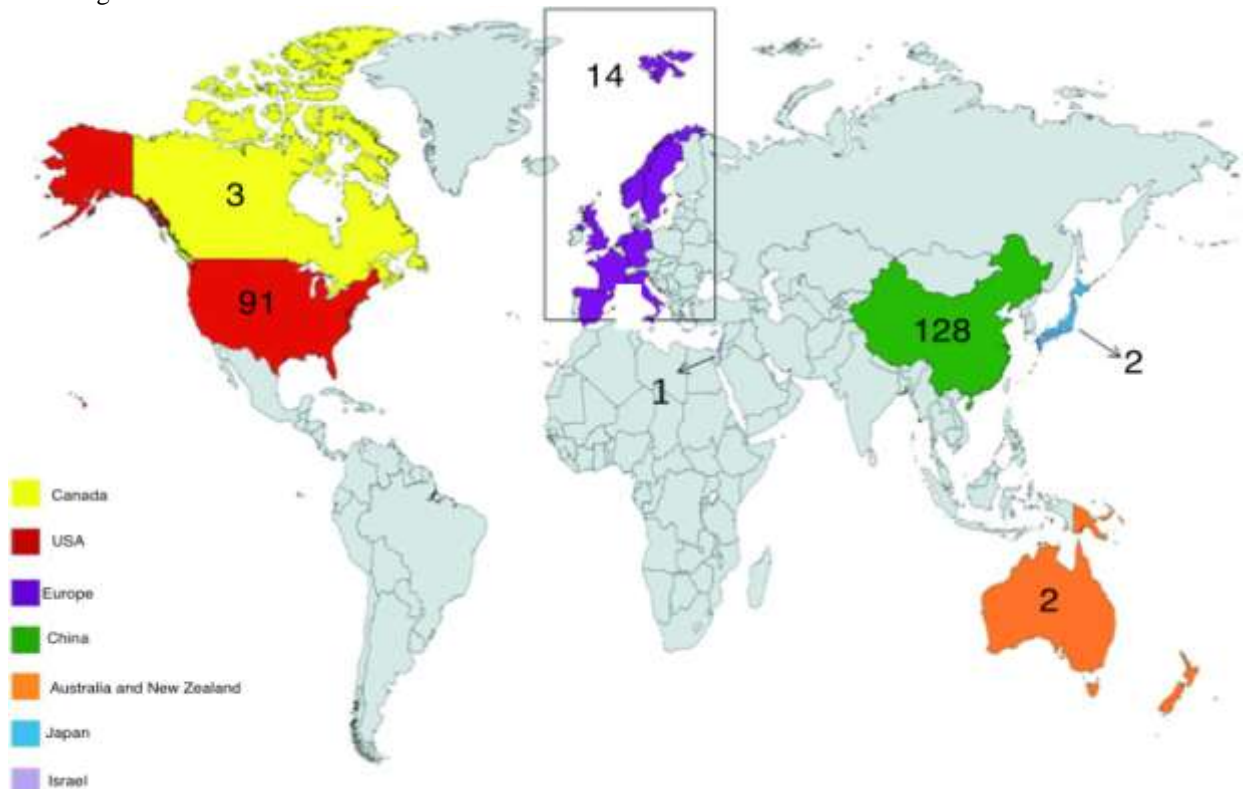 14
3
91
128
2
1
2
Canada
USA
Europe
China
Australia and New Zealand
Japan
Israel